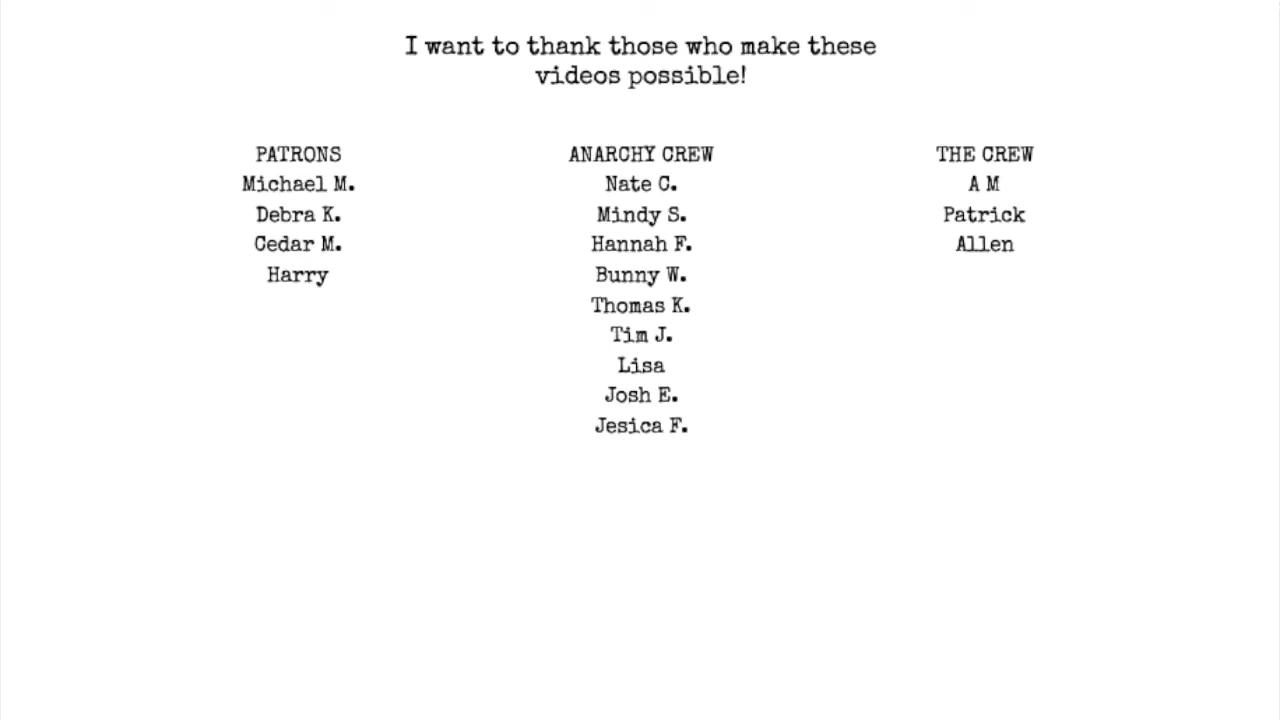 I want to thank those who make these
videos possible!
PATRONS
Michael M.
Debra K.
Cedar M.
Harry
ANARCHY CREW
Nate C.
Mindy S.
Hannah F.
Bunny W.
Thomas K.
Tim J.
Lisa
Josh E.
Jesica F.
THE CREW
A M
Patrick
Allen